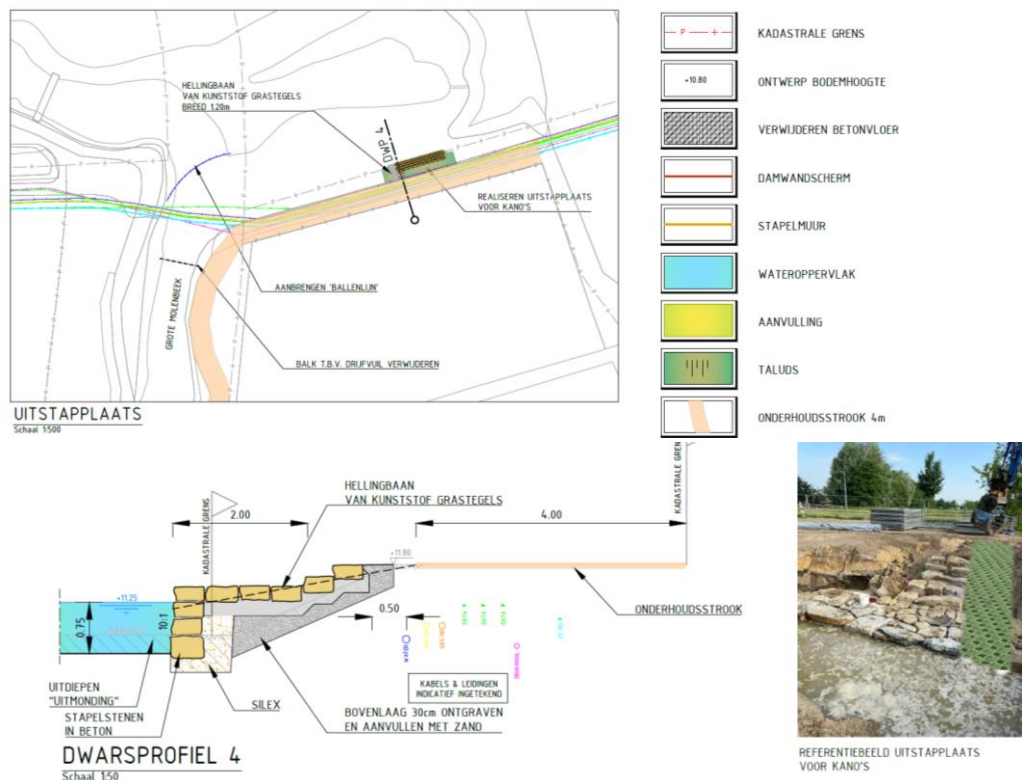 HELLINGBAAN
VAN KUNSTSTOF GRASTEGELS
BREED 1.20m
DWP 4
REALISEREN UITSTAPPLAATS
VOOR KANO'S
AANBRENGEN 'BALLENLIJN'
GROTE MOLENBEEK
BALK T.B.V. DRIJFVUIL VERWIJDEREN
UITSTAPPLAATS
Schaal 1:500
P
KADASTRALE GRENS
+10.80
ONTWERP BODEMHOOGTE
VERWIJDEREN BETONVLOER
DAMWANDSCHERM
STAPELMUUR
WATEROPPERVLAK
AANVULLING
TALUDS
ONDERHOUDSSTROOK 4m
HELLINGBAAN
VAN KUNSTSTOF GRASTEGELS
KADASTRALE GRENS
2.00
4.00
KADASTRALE GRENS
+11.80
+11.25
0.75
10:1
0.50
ONDERHOUDSSTROOK
KABELS & LEIDINGEN
INDICATIEF INGETEKEND
UITDIEPEN
"UITMONDING"
STAPELSTENEN
IN BETON
SILEX
BOVENLAAG 30cm ONTGRAVEN
EN AANVULLEN MET ZAND
DWARSPROFIEL 4
Schaal 1:50
REFERENTIEBEELD UITSTAPPLAATS
VOOR KANO'S